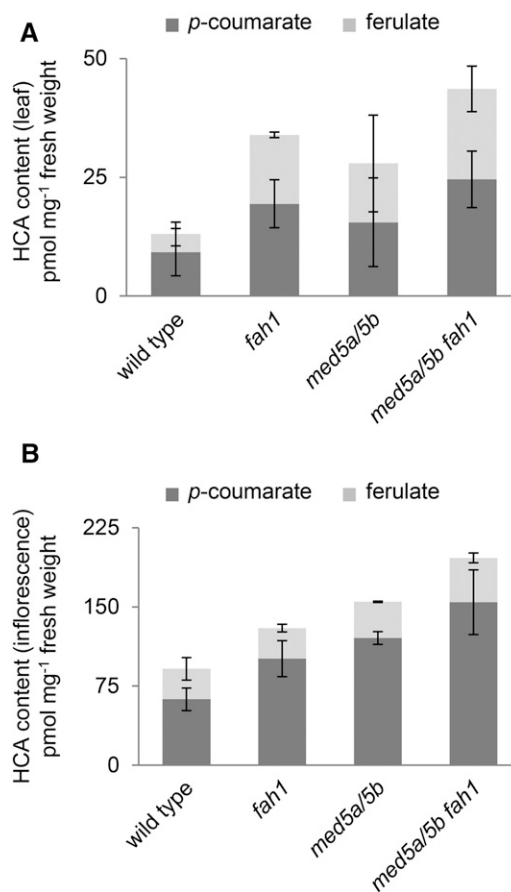 A
p-coumarate ferulate
HCA content (leaf)
pmol mg⁻¹ fresh weight
50
25
0
wild type
fah1
med5a/5b
med5a/5b fah1
B
p-coumarate ferulate
HCA content (inflorescence)
pmol mg⁻¹ fresh weight
225
150
75
0
wild type
fah1
med5a/5b
med5a/5b fah1